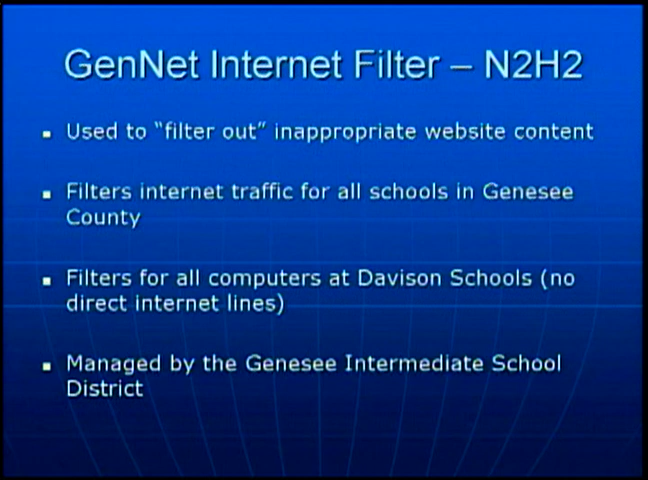 GenNet Internet Filter – N2H2
Used to “filter out” inappropriate website content
Filters internet traffic for all schools in Genesee
County
Filters for all computers at Davison Schools (no
direct internet lines)
Managed by the Genesee Intermediate School
District